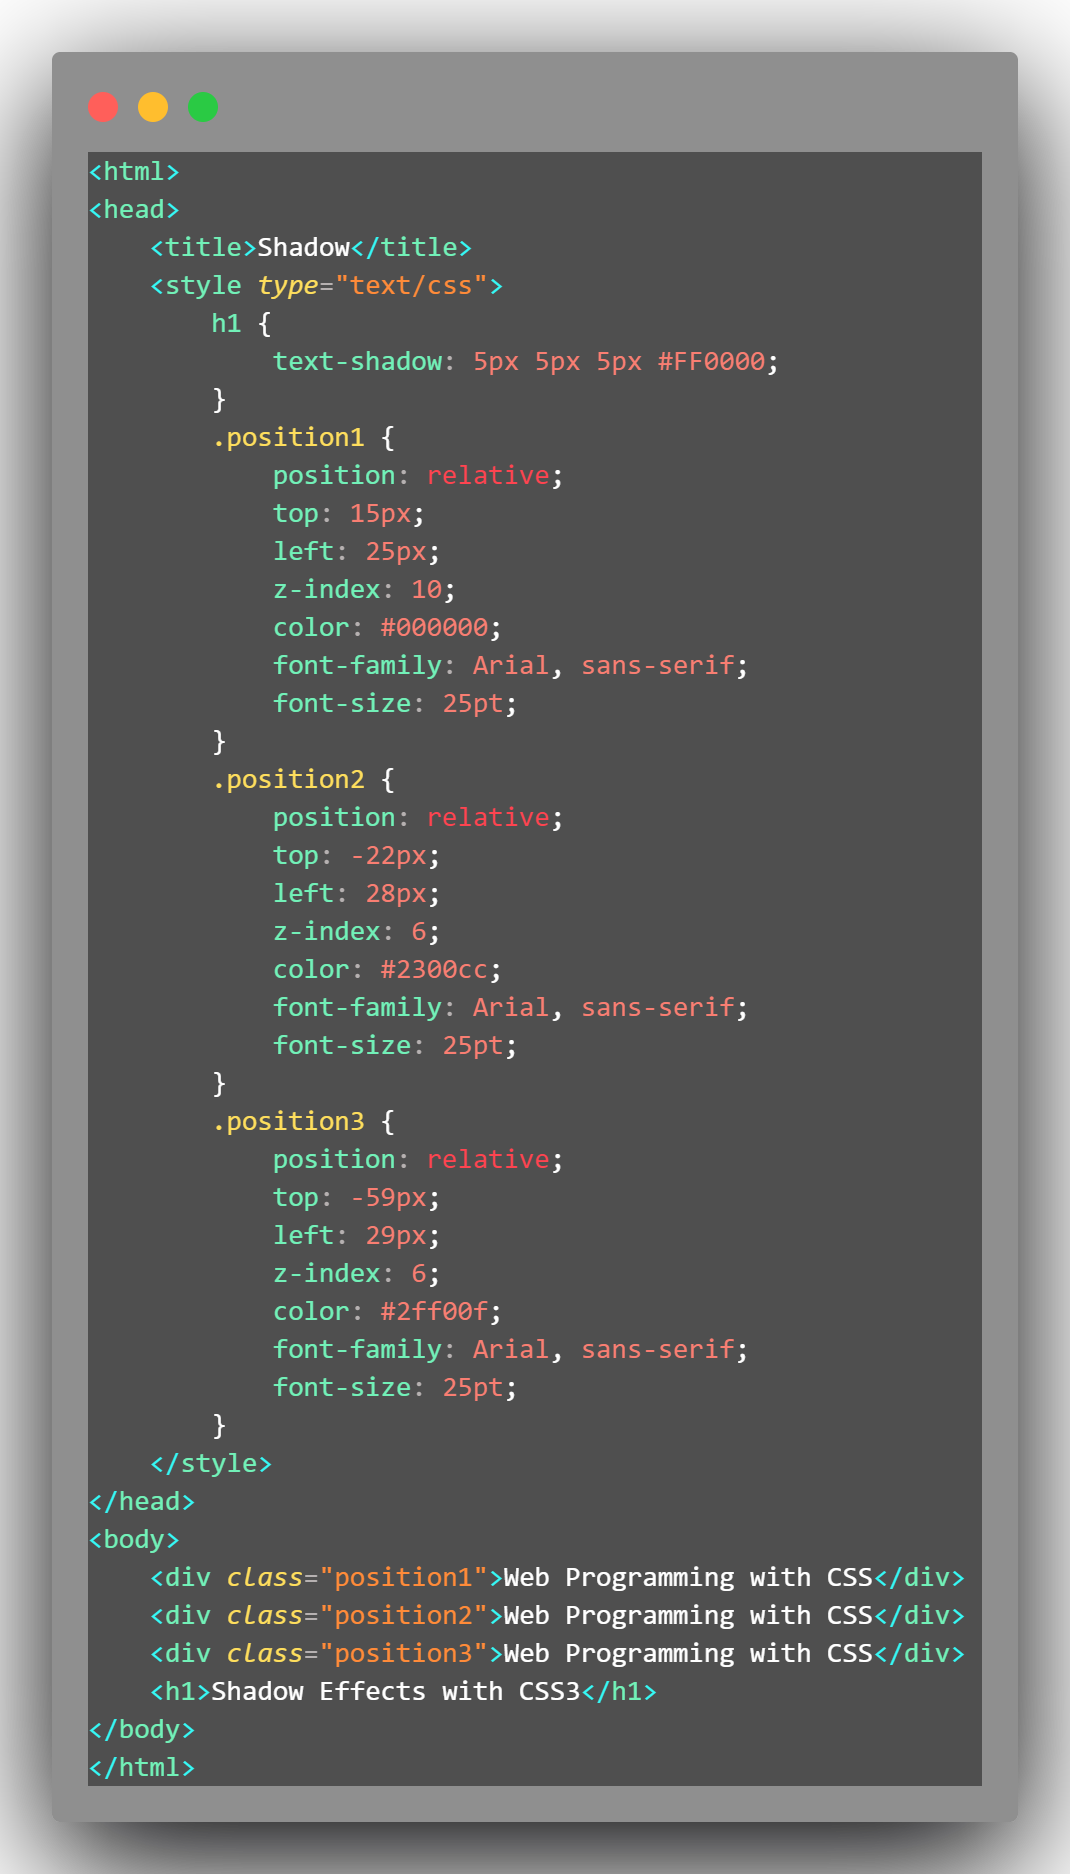 <html>
<head>
    <title>Shadow</title>
    <style type="text/css">
        h1 {
            text-shadow: 5px 5px 5px #FF0000;
        }
        .position1 {
            position: relative;
            top: 15px;
            left: 25px;
            z-index: 10;
            color: #000000;
            font-family: Arial, sans-serif;
            font-size: 25pt;
        }
        .position2 {
            position: relative;
            top: -22px;
            left: 28px;
            z-index: 6;
            color: #2300cc;
            font-family: Arial, sans-serif;
            font-size: 25pt;
        }
        .position3 {
            position: relative;
            top: -59px;
            left: 29px;
            z-index: 6;
            color: #2ff00f;
            font-family: Arial, sans-serif;
            font-size: 25pt;
        }
    </style>
</head>
<body>
    <div class="position1">Web Programming with CSS</div>
    <div class="position2">Web Programming with CSS</div>
    <div class="position3">Web Programming with CSS</div>
    <h1>Shadow Effects with CSS3</h1>
</body>
</html>